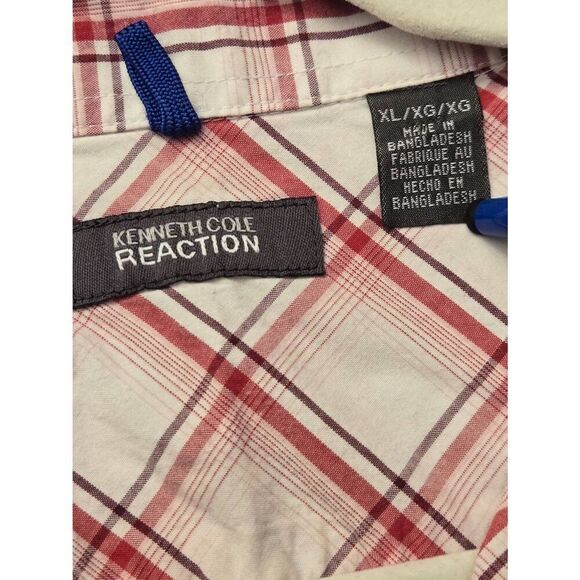 XL/XG/XG
MADE IN
BANGLADESH
FABRIQUE AU
BANGLADESH
HECHO EN
BANGLADESH
KENNETH COLE
REACTION